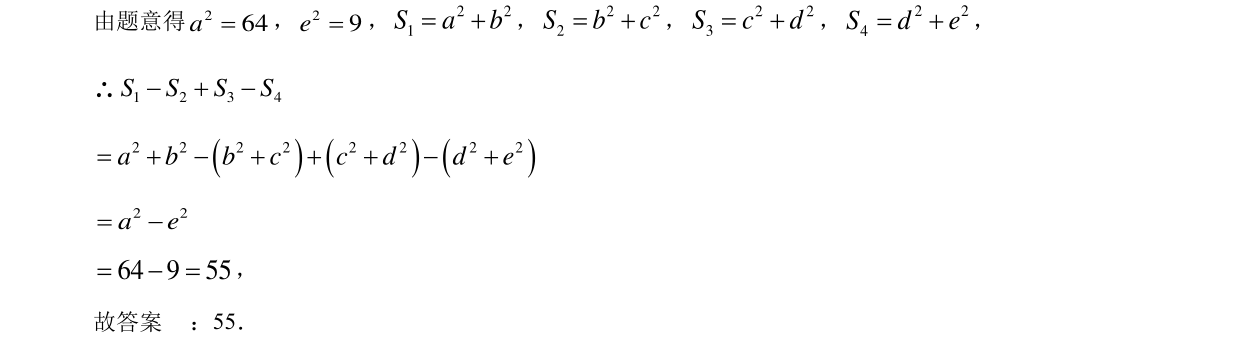 由题意得a² = 64，e² = 9，S₁ = a² + b²，S₂ = b² + c²，S₃ = c² + d²，S₄ = d² + e²，
∴ S₁ − S₂ + S₃ − S₄
= a² + b² − (b² + c²) + (c² + d²) − (d² + e²)
= a² − e²
= 64 − 9 = 55，
故答案 ：55．